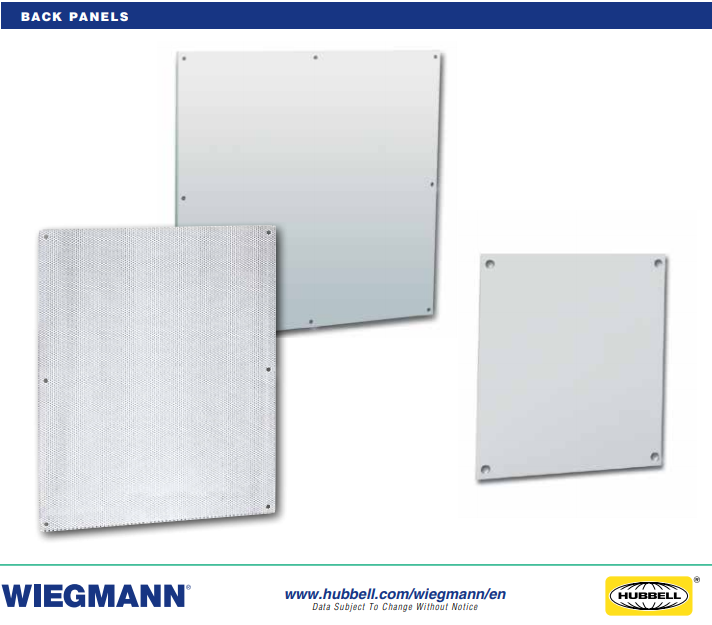 BACK PANELS
WIEGMANN®
www.hubbell.com/wiegmann/en
Data Subject To Change Without Notice
HUBBELL®